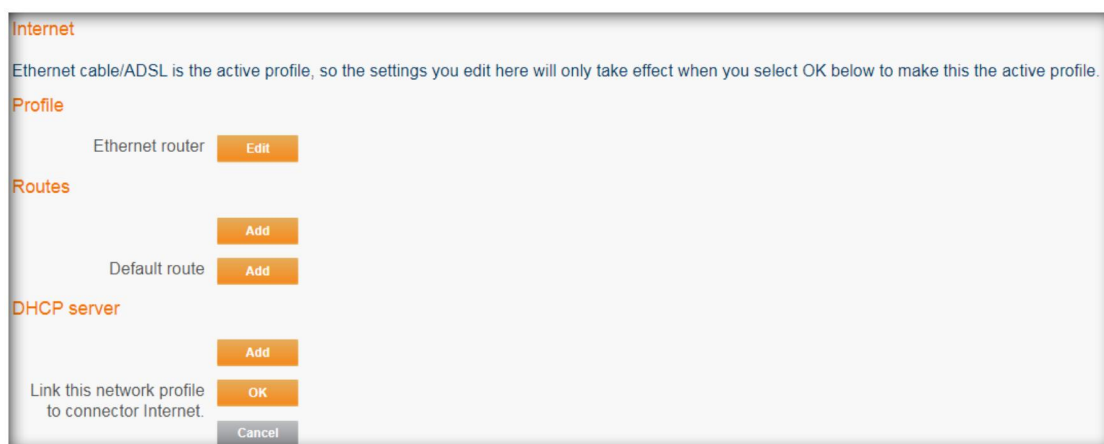 Internet
Ethernet cable/ADSL is the active profile, so the settings you edit here will only take effect when you select OK below to make this the active profile.
Profile
Ethernet router Edit
Routes
Add
Default route Add
DHCP server
Add
Link this network profile OK
to connector Internet.
Cancel